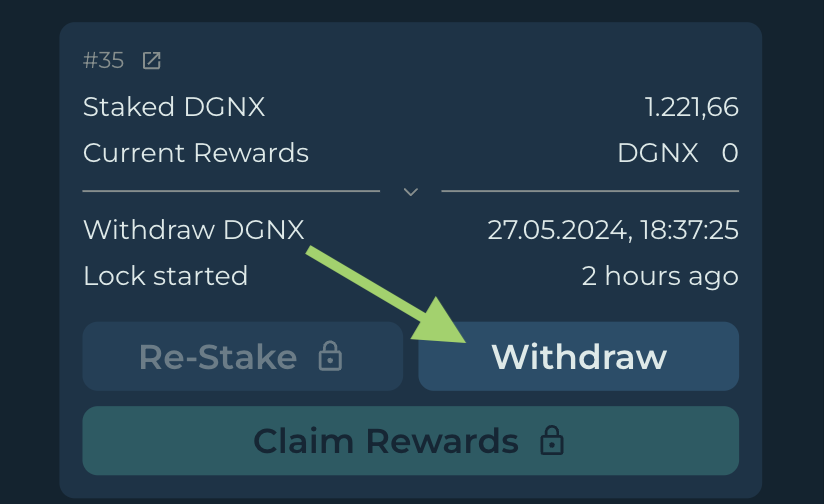 #35
Staked DGNX 1.221,66
Current Rewards DGNX 0
Withdraw DGNX 27.05.2024, 18:37:25
Lock started 2 hours ago
Re-Stake Withdraw
Claim Rewards